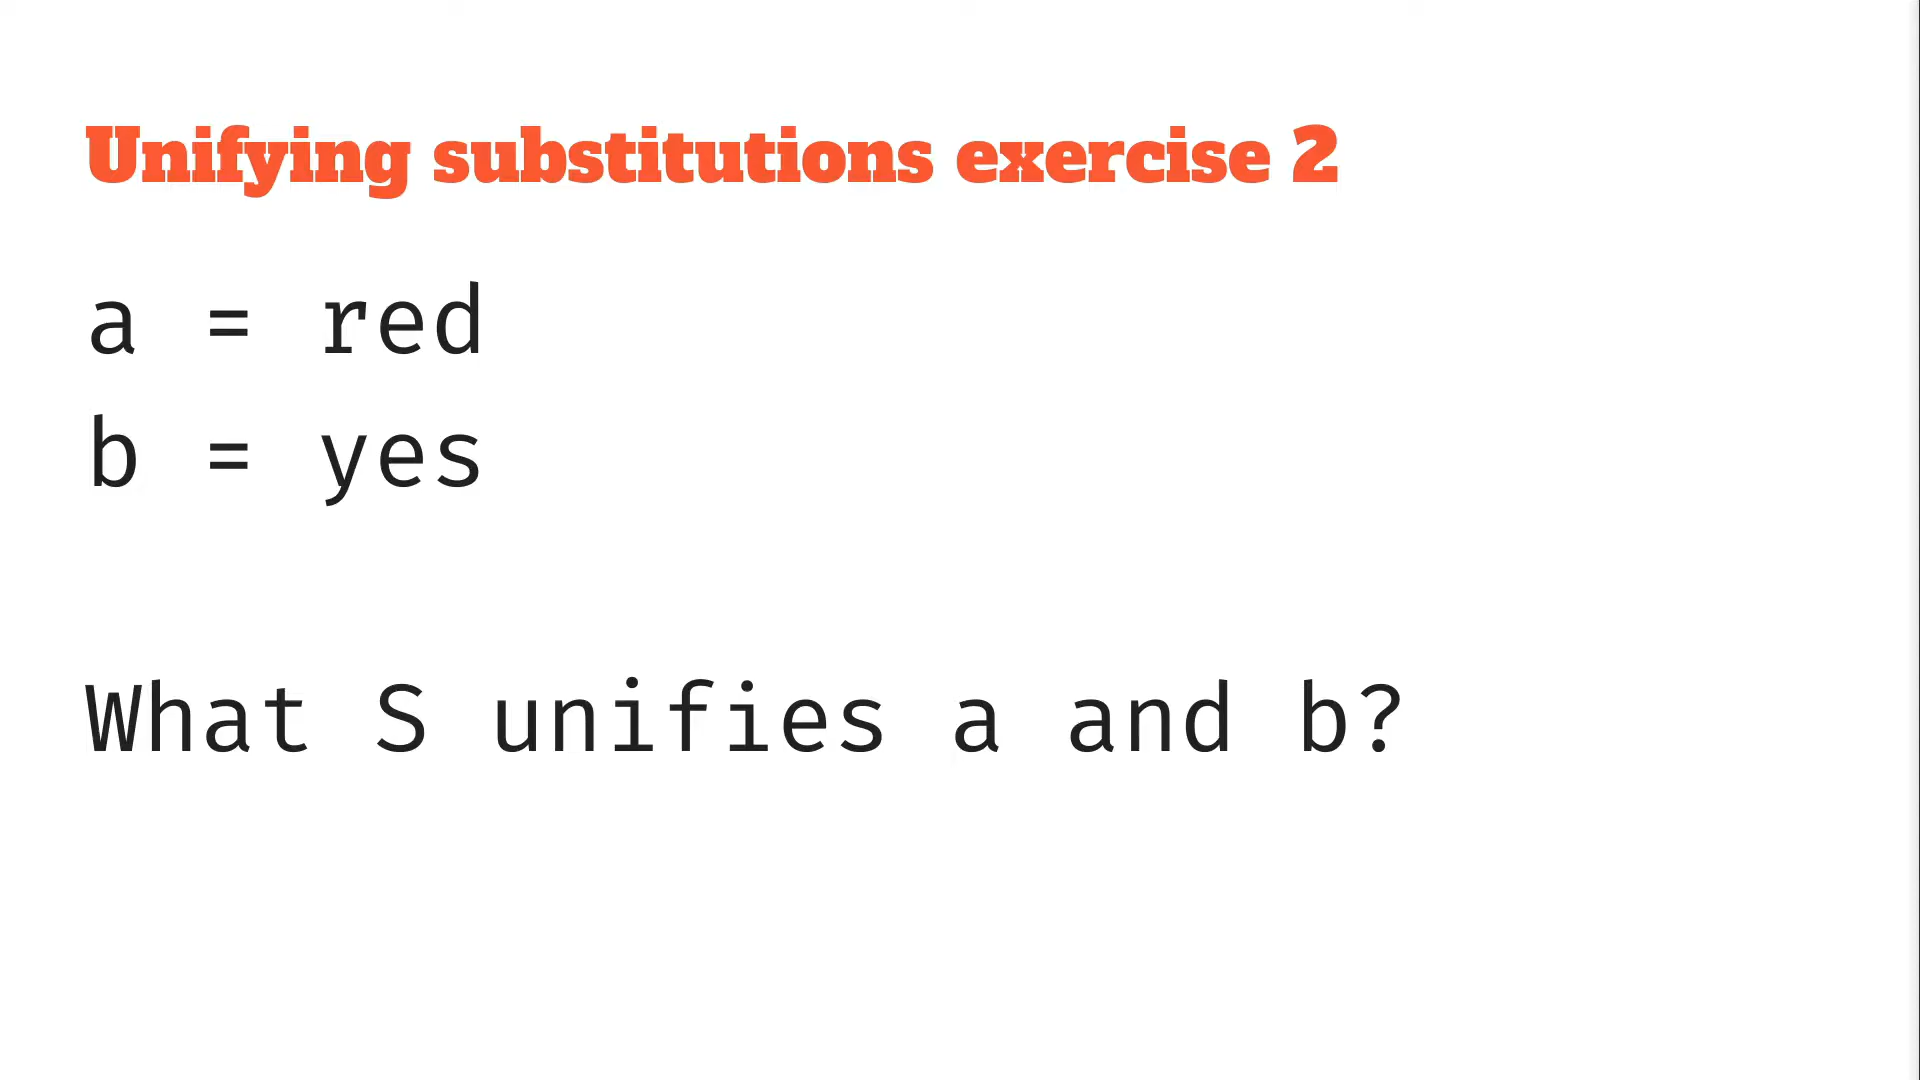 Unifying substitutions exercise 2
a = red
b = yes
What S unifies a and b?